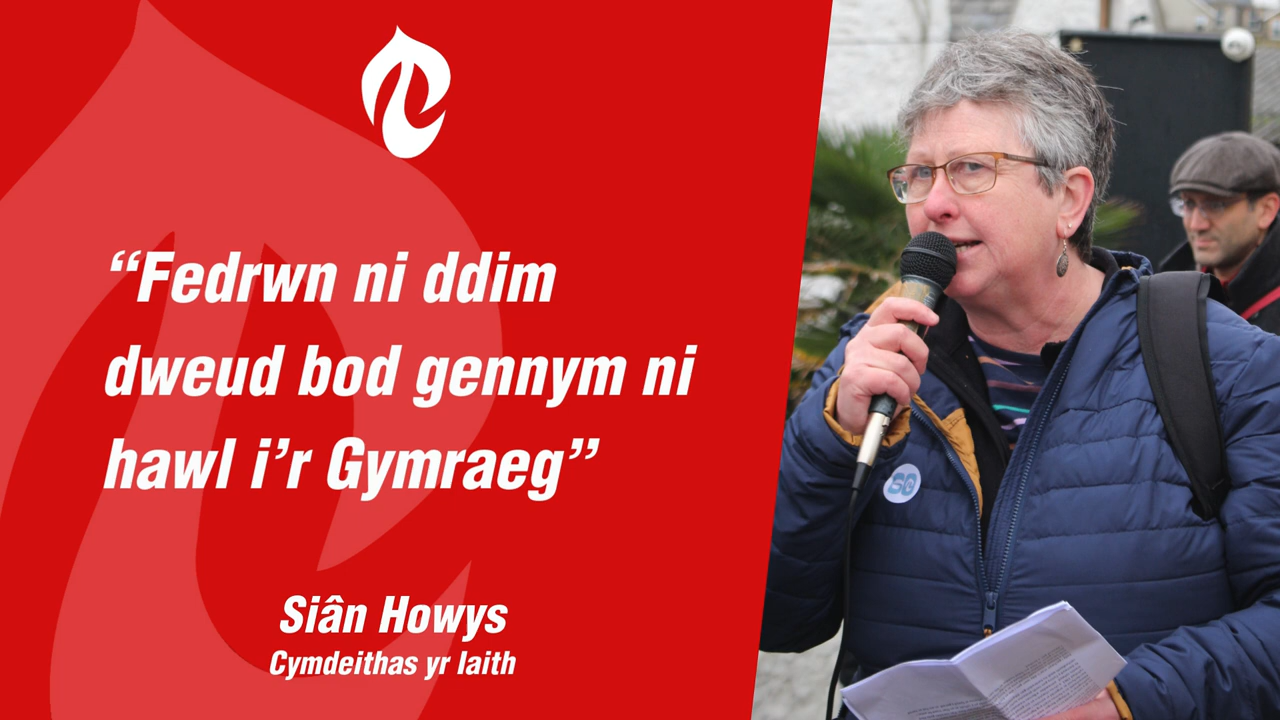 “Fedrwn ni ddim
dweud bod gennym ni
hawl i’r Gymraeg”
Siân Howys
Cymdeithas yr Iaith